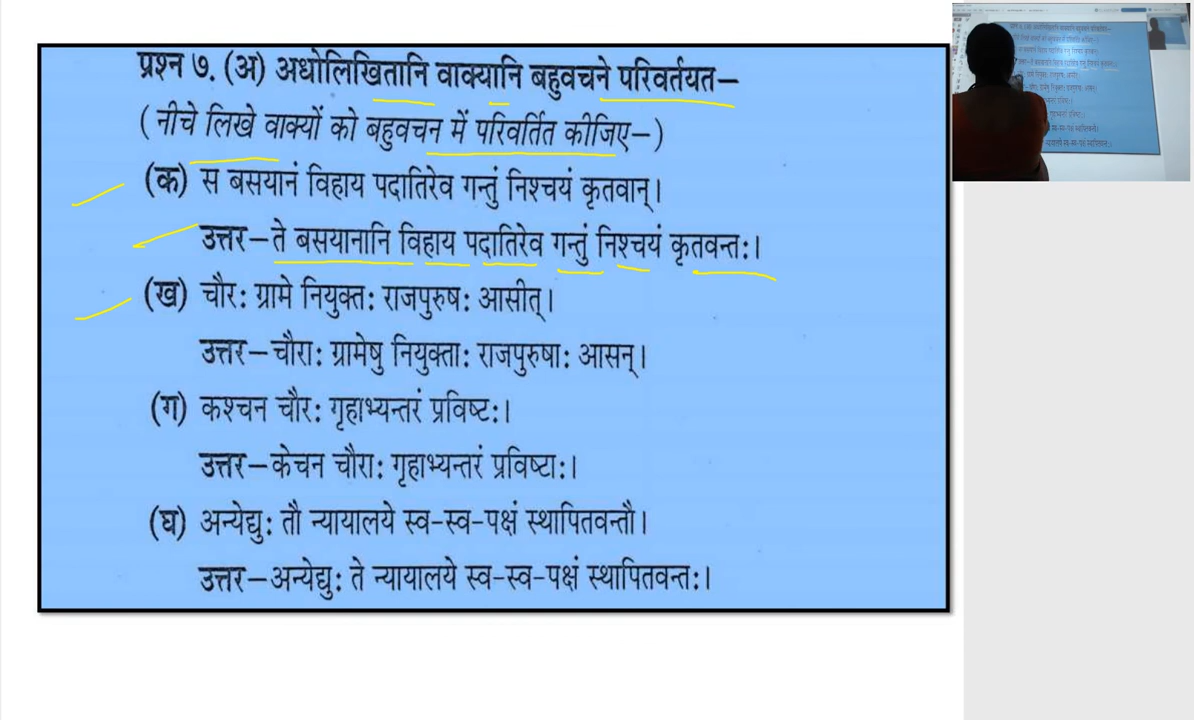 प्रश्न ७. (अ) अधोलिखितानि वाक्यानि बहुवचने परिवर्तयत–
( नीचे लिखे वाक्यों को बहुवचन में परिवर्तित कीजिए–)
(क) स बसयानं विहाय पदातिरेव गन्तुं निश्चयं कृतवान्।
उत्तर–ते बसयानानि विहाय पदातिरेव गन्तुं निश्चयं कृतवन्तः।
(ख) चौरः ग्रामे नियुक्तः राजपुरुषः आसीत्।
उत्तर–चौराः ग्रामेषु नियुक्ताः राजपुरुषाः आसन्।
(ग) कश्चन चौरः गृहाभ्यन्तरं प्रविष्टः।
उत्तर–केचन चौराः गृहाभ्यन्तरं प्रविष्टाः।
(घ) अन्येद्युः तौ न्यायालये स्व-स्व-पक्षं स्थापितवन्तौ।
उत्तर–अन्येद्युः ते न्यायालये स्व-स्व-पक्षं स्थापितवन्तः।